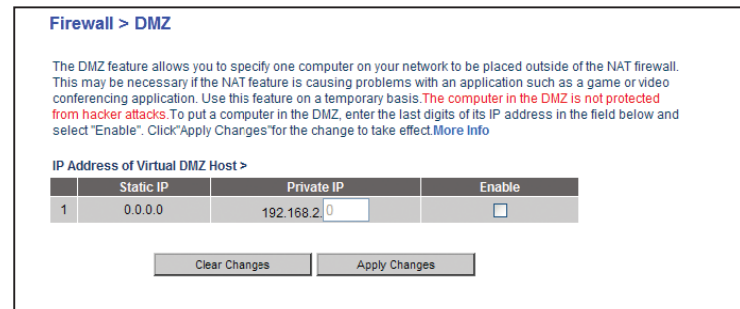 Firewall > DMZ
The DMZ feature allows you to specify one computer on your network to be placed outside of the NAT firewall.
This may be necessary if the NAT feature is causing problems with an application such as a game or video
conferencing application. Use this feature on a temporary basis.The computer in the DMZ is not protected
from hacker attacks.To put a computer in the DMZ, enter the last digits of its IP address in the field below and
select "Enable". Click"Apply Changes"for the change to take effect.More Info
IP Address of Virtual DMZ Host >
Static IP Private IP Enable
1 0.0.0.0 192.168.2. 0
Clear Changes Apply Changes